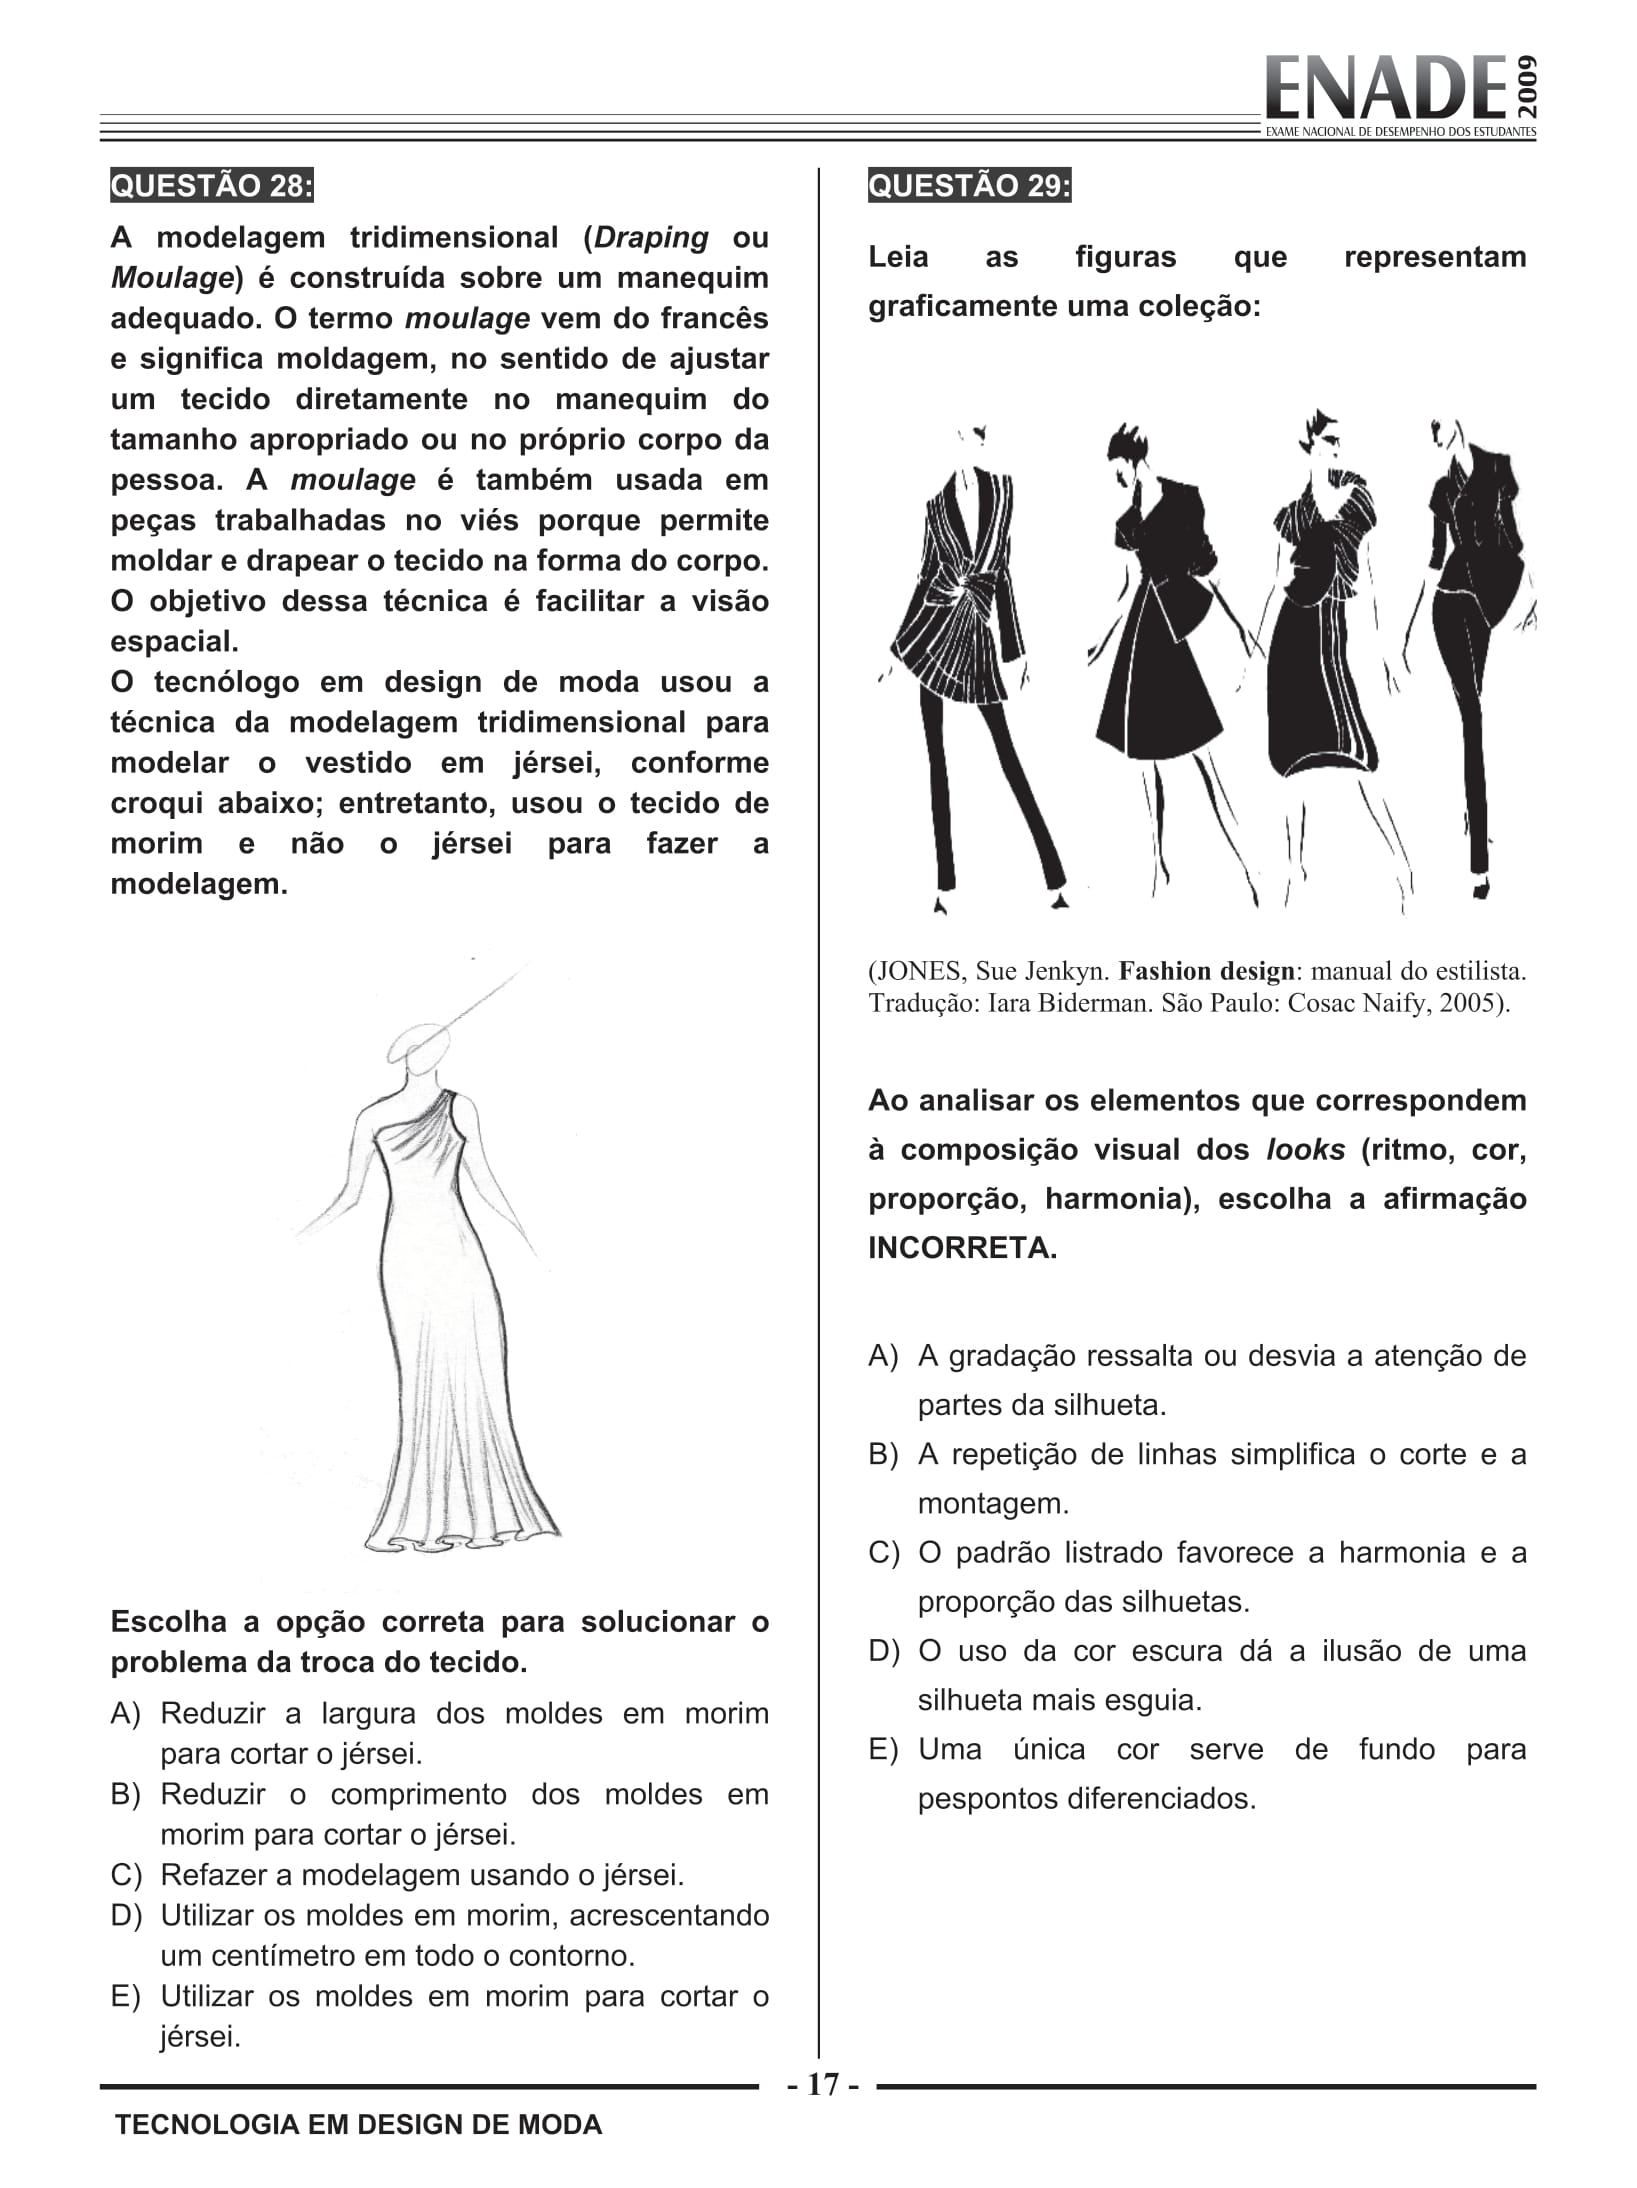 ENADE 2009
EXAME NACIONAL DE DESEMPENHO DOS ESTUDANTES
QUESTÃO 28:
A modelagem tridimensional (Draping ou
Moulage) é construída sobre um manequim
adequado. O termo moulage vem do francês
e significa moldagem, no sentido de ajustar
um tecido diretamente no manequim do
tamanho apropriado ou no próprio corpo da
pessoa. A moulage é também usada em
peças trabalhadas no viés porque permite
moldar e drapear o tecido na forma do corpo.
O objetivo dessa técnica é facilitar a visão
espacial.
O tecnólogo em design de moda usou a
técnica da modelagem tridimensional para
modelar o vestido em jérsei, conforme
croqui abaixo; entretanto, usou o tecido de
morim e não o jérsei para fazer a
modelagem.
Escolha a opção correta para solucionar o
problema da troca do tecido.
A) Reduzir a largura dos moldes em morim
para cortar o jérsei.
B) Reduzir o comprimento dos moldes em
morim para cortar o jérsei.
C) Refazer a modelagem usando o jérsei.
D) Utilizar os moldes em morim, acrescentando
um centímetro em todo o contorno.
E) Utilizar os moldes em morim para cortar o
jérsei.
QUESTÃO 29:
Leia as figuras que representam
graficamente uma coleção:
(JONES, Sue Jenkyn. Fashion design: manual do estilista.
Tradução: Iara Biderman. São Paulo: Cosac Naify, 2005).
Ao analisar os elementos que correspondem
à composição visual dos looks (ritmo, cor,
proporção, harmonia), escolha a afirmação
INCORRETA.
A) A gradação ressalta ou desvia a atenção de
partes da silhueta.
B) A repetição de linhas simplifica o corte e a
montagem.
C) O padrão listrado favorece a harmonia e a
proporção das silhuetas.
D) O uso da cor escura dá a ilusão de uma
silhueta mais esguia.
E) Uma única cor serve de fundo para
pespontos diferenciados.
- 17 -
TECNOLOGIA EM DESIGN DE MODA